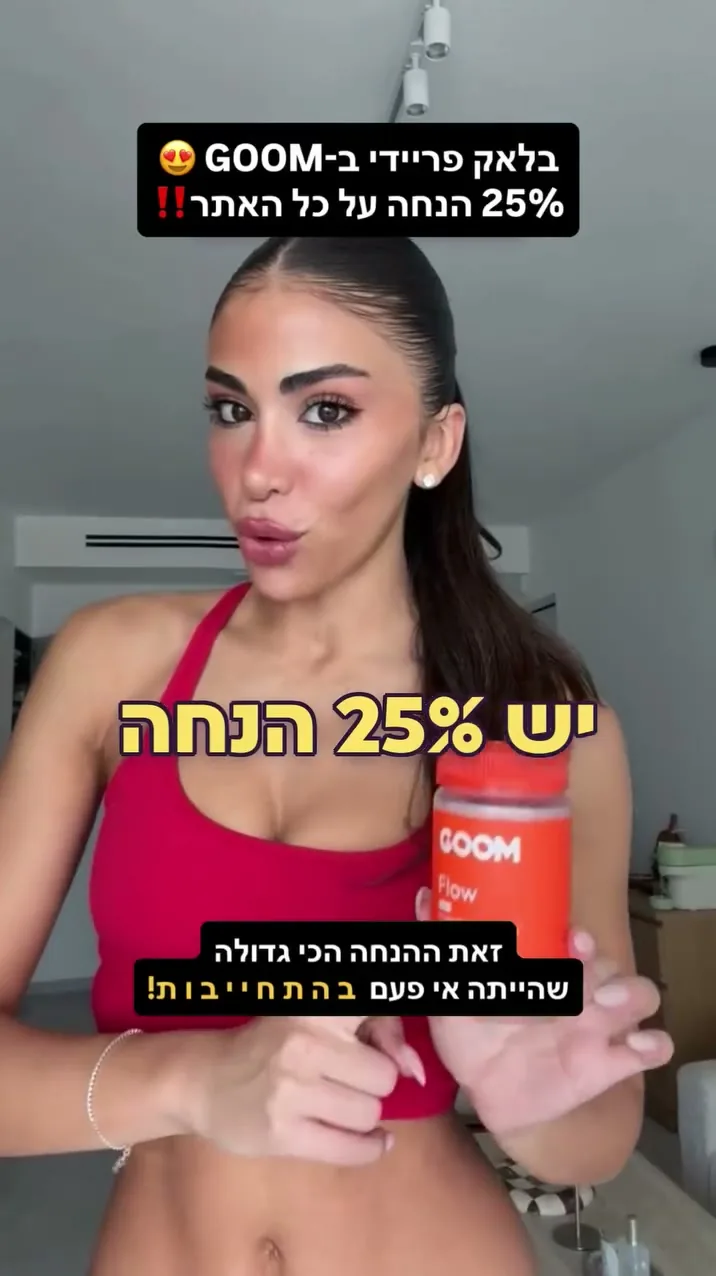 בלאק פריידי ב-GOOM 😍
25% הנחה על כל האתר‼️
יש 25% הנחה
GOOM
Flow
זאת ההנחה הכי גדולה
שהייתה אי פעם בהתחייבות!